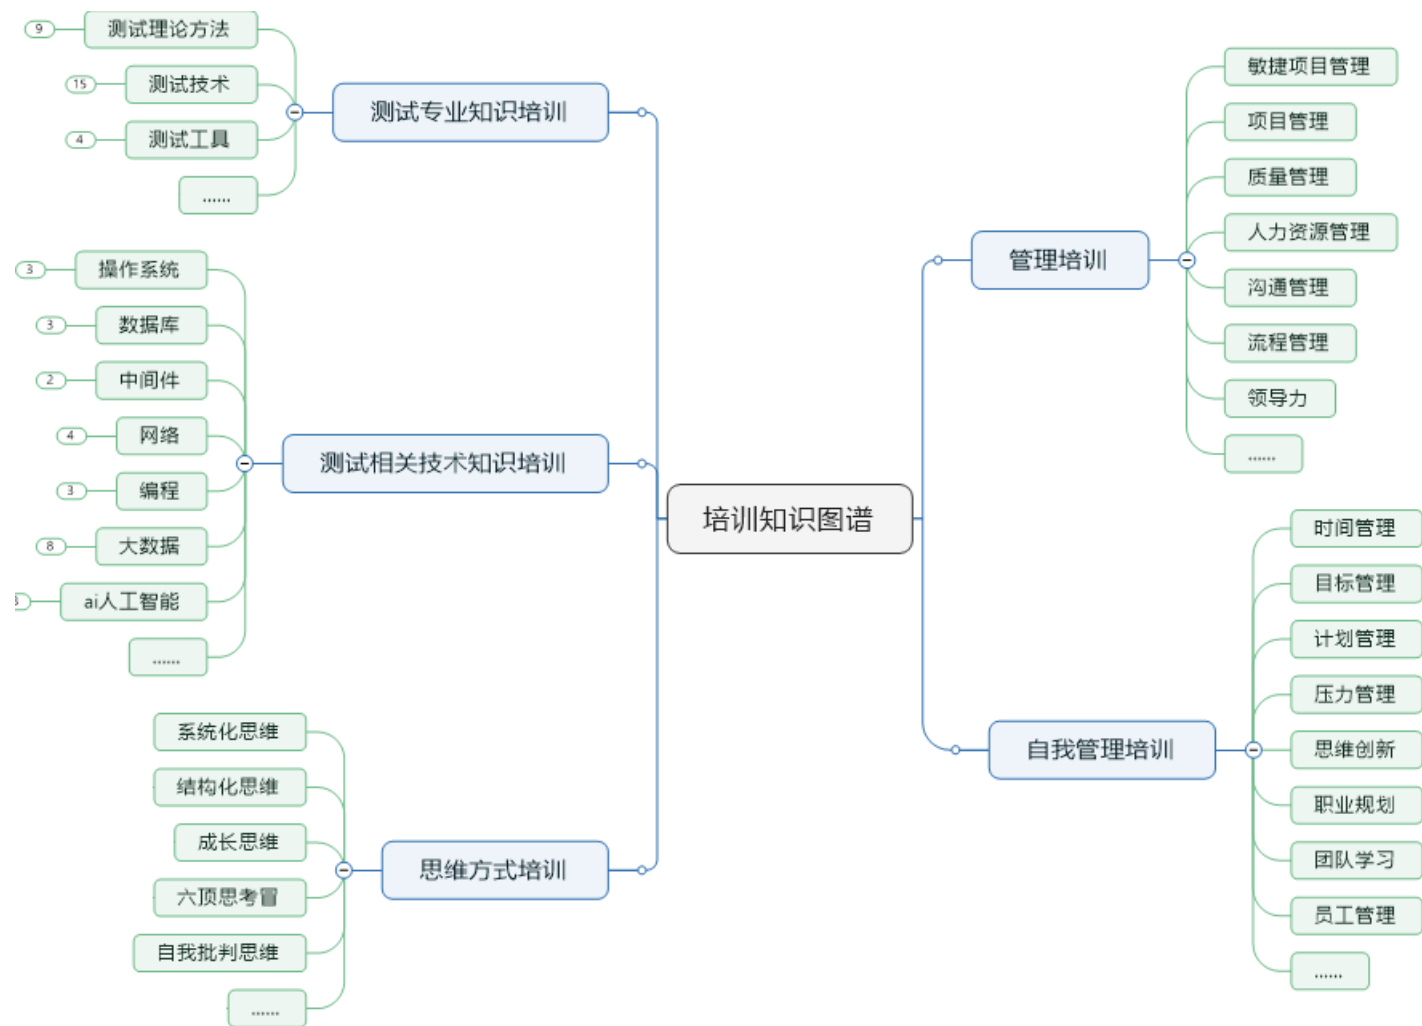 培训知识图谱
测试专业知识培训
测试理论方法
9
测试技术
15
测试工具
4
......
测试相关技术知识培训
操作系统
3
数据库
3
中间件
2
网络
4
编程
3
大数据
8
ai人工智能
......
思维方式培训
系统化思维
结构化思维
成长思维
六顶思考冒
自我批判思维
......
管理培训
敏捷项目管理
项目管理
质量管理
人力资源管理
沟通管理
流程管理
领导力
......
自我管理培训
时间管理
目标管理
计划管理
压力管理
思维创新
职业规划
团队学习
员工管理
......